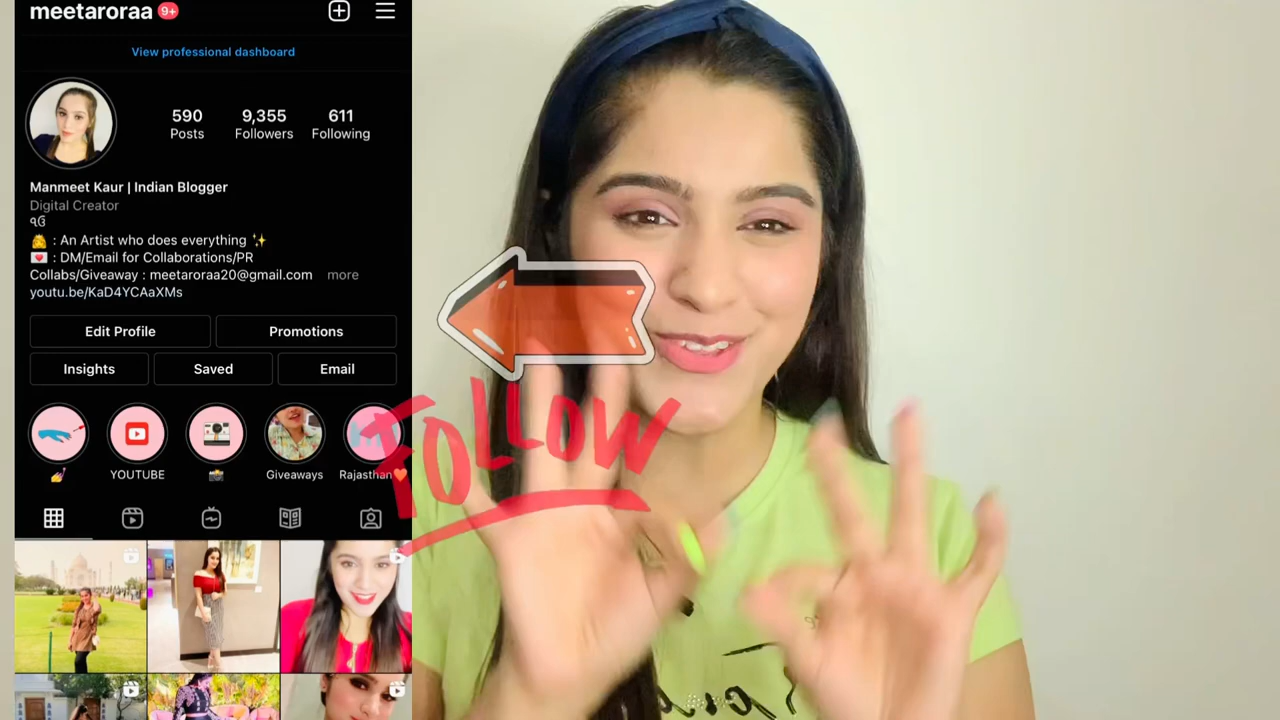 meetaroraa 9+
View professional dashboard
590 9,355 611
Posts Followers Following
Manmeet Kaur | Indian Blogger
Digital Creator
👸 : An Artist who does everything ✨
💌 : DM/Email for Collaborations/PR
Collabs/Giveaway : meetaroraa20@gmail.com more
youtu.be/KaD4YCAaXMs
Edit Profile Promotions
Insights Saved Email
💅 YOUTUBE 📸 Giveaways Rajasthan❤️
FOLLOW